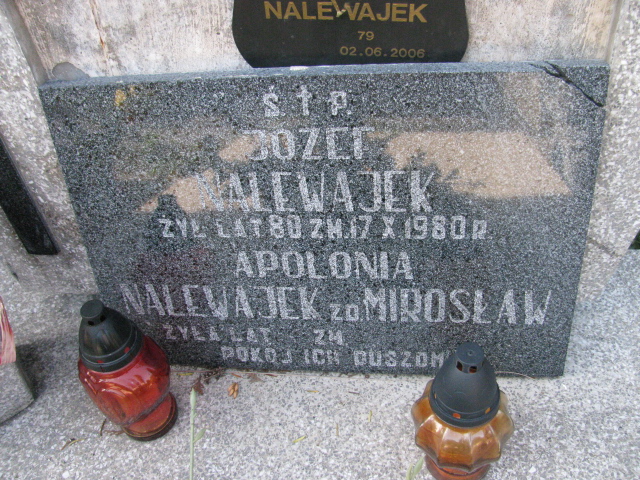 NALEWAJEK
79
02.06.2006
Ś † P.
JÓZEF
NALEWAJEK
ŻYŁ LAT 80 ZM.17 X 1980 R.
APOLONIA
NALEWAJEK ZD MIROSŁAW
ŻYŁA LAT ZM
POKÓJ ICH DUSZOM